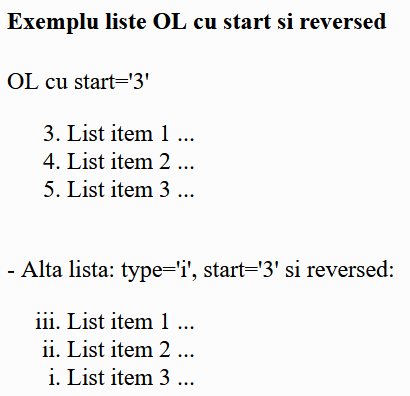 Exemplu liste OL cu start si reversed
OL cu start='3'
3. List item 1 ...
4. List item 2 ...
5. List item 3 ...
- Alta lista: type='i', start='3' si reversed:
iii. List item 1 ...
ii. List item 2 ...
i. List item 3 ...